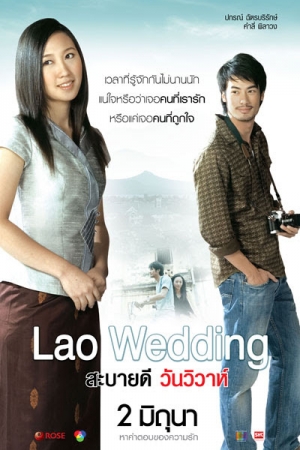 ปกรณ์ ฉัตรบริรักษ์
คำลี่ พิลาวง
เวลาที่รู้จักกันไม่นานนัก
แน่ใจหรือว่าเจอคนที่เรารัก
หรือแค่เจอคนที่ถูกใจ
Lao Wedding
สะบายดี วันวิวาห์
2 มิถุนา
หาคำตอบของความรัก
ROSE
7